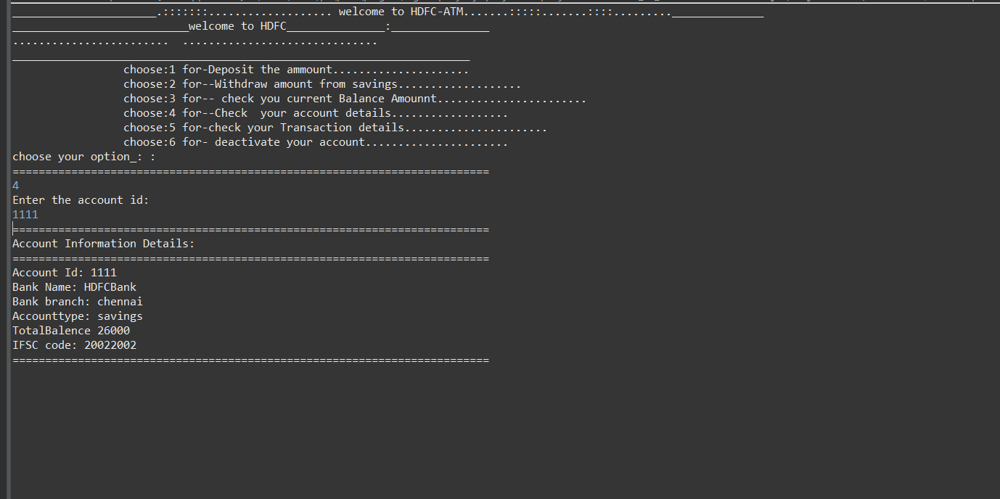 ______________________.:::::::................... welcome to HDFC-ATM.......:::::.......::::........._______________
___________________________welcome to HDFC_______________:_______________
........................  ..............................
______________________________________________________________________
choose:1 for-Deposit the ammount.....................
choose:2 for--Withdraw amount from savings...................
choose:3 for-- check you current Balance Amounnt.......................
choose:4 for--Check  your account details..................
choose:5 for-check your Transaction details......................
choose:6 for- deactivate your account......................
choose your option_: :
=========================================================================
4
Enter the account id:
1111
=========================================================================
Account Information Details:
=========================================================================
Account Id: 1111
Bank Name: HDFCBank
Bank branch: chennai
Accounttype: savings
TotalBalence 26000
IFSC code: 20022002
=========================================================================